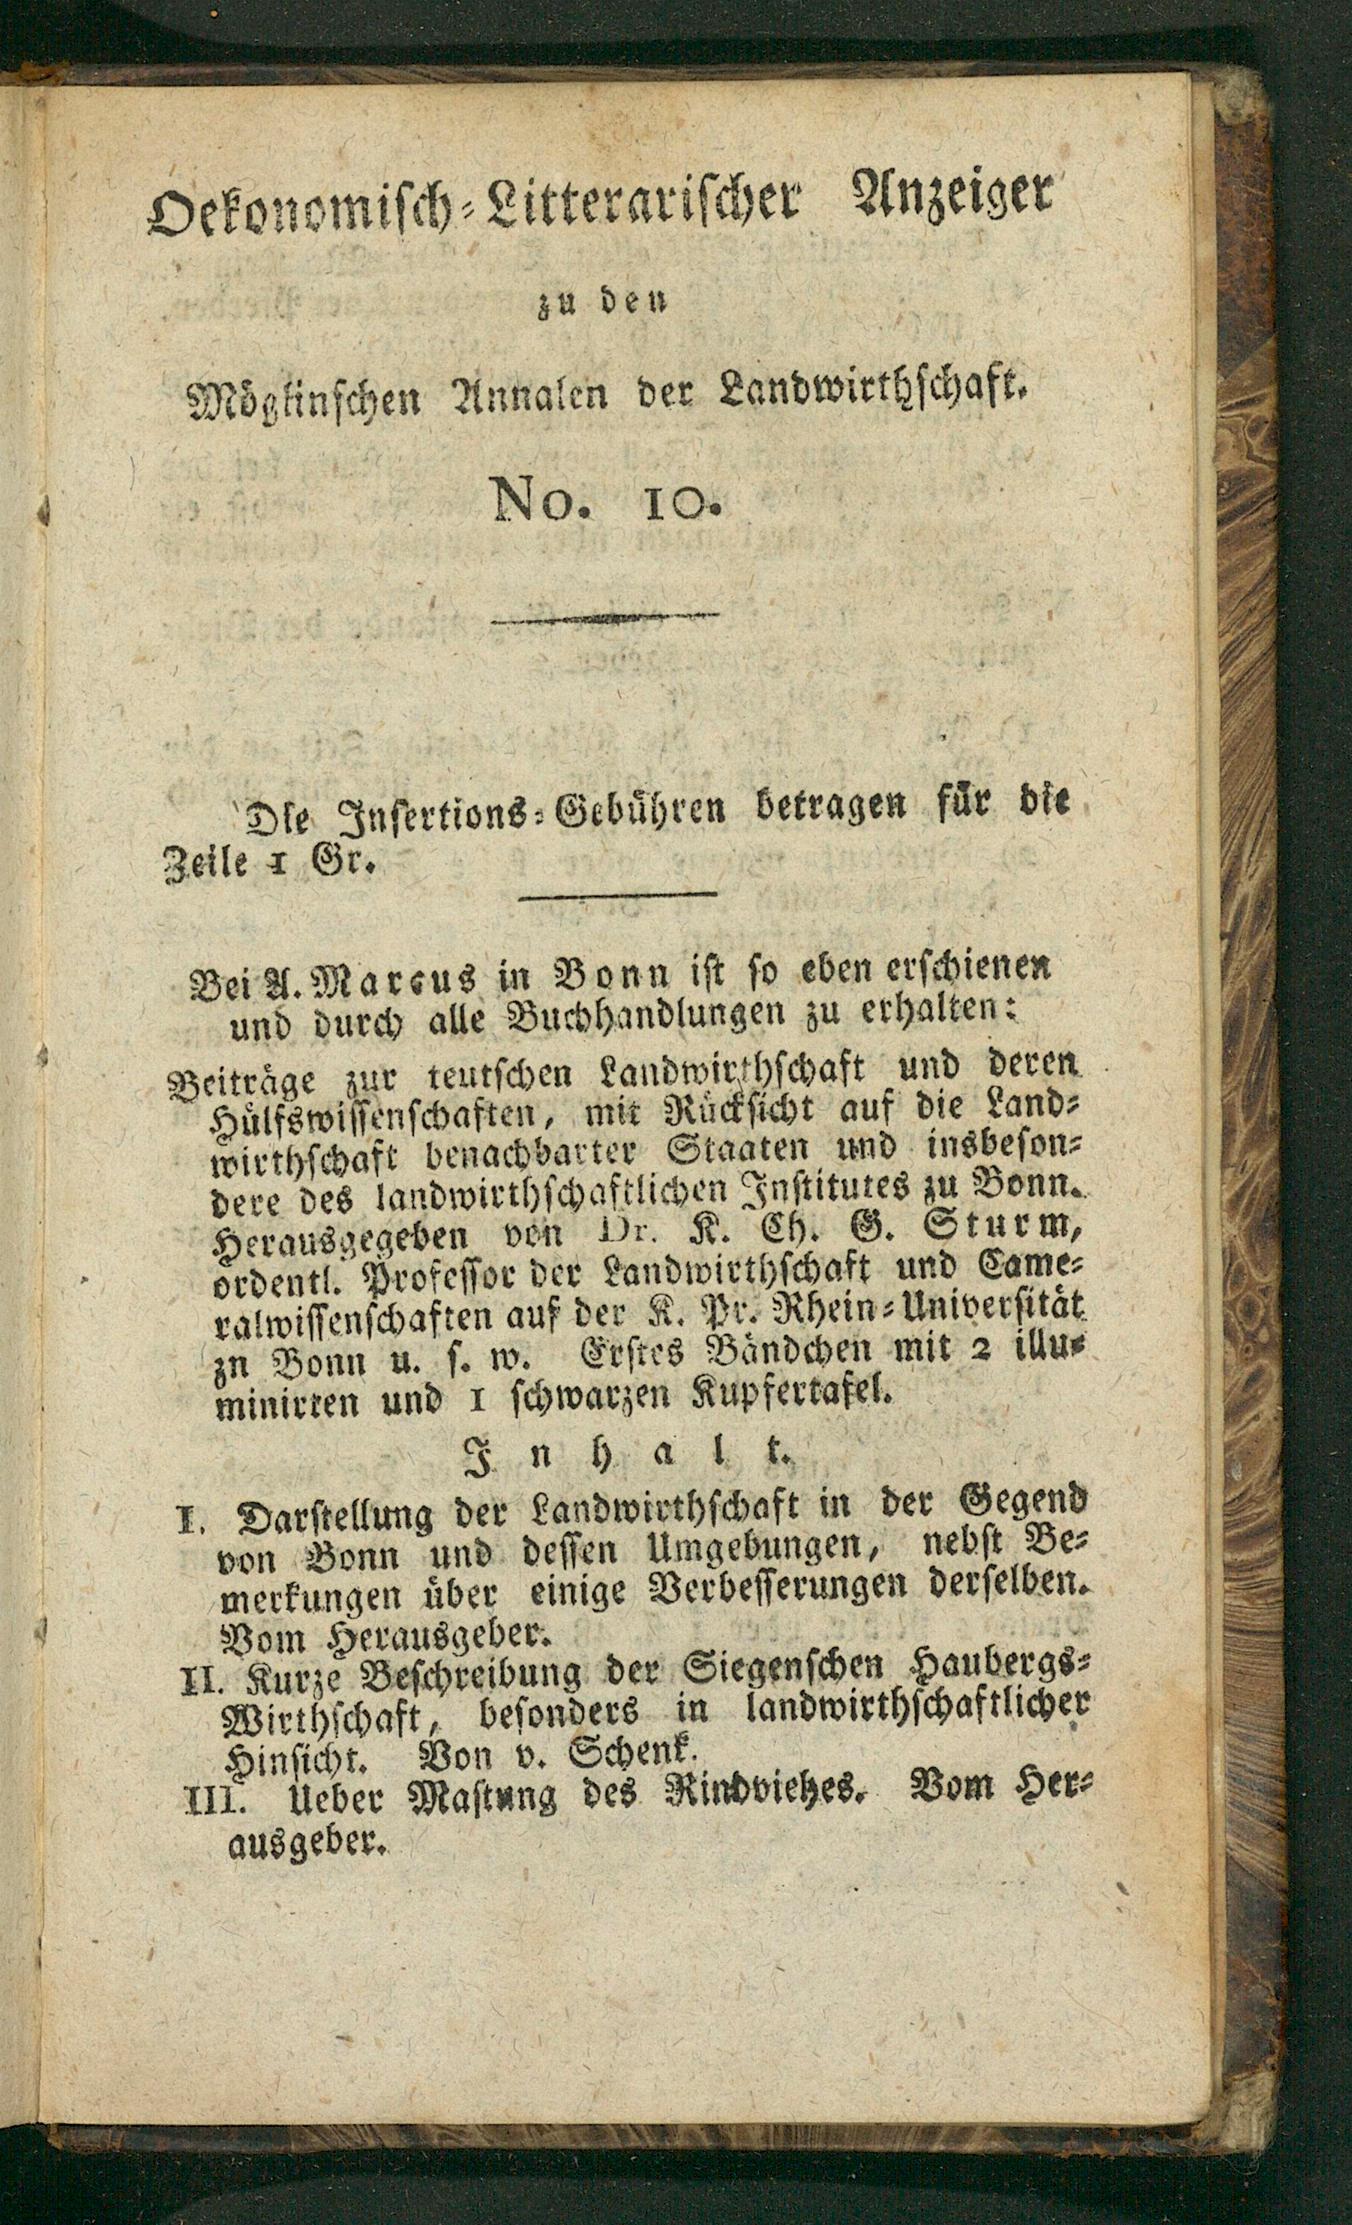 Oekonomisch-Litterarischer Anzeiger
zu den
Möglinschen Annalen der Landwirthschaft.
No. 10.
Die Insertions-Gebühren betragen für die
Zeile 1 Gr.
Bei A. Marcus in Bonn ist so eben erschienen
und durch alle Buchhandlungen zu erhalten:
Beiträge zur teutschen Landwirthschaft und deren
Hülfswissenschaften, mit Rücksicht auf die Land-
wirthschaft benachbarter Staaten und insbeson-
dere des landwirthschaftlichen Institutes zu Bonn.
Herausgegeben von Dr. K. Ch. G. Sturm,
ordentl. Professor der Landwirthschaft und Came-
ralwissenschaften auf der K. Pr. Rhein-Universität
zn Bonn u. s. w. Erstes Bändchen mit 2 illu-
minirten und 1 schwarzen Kupfertafel.
Inhalt.
I. Darstellung der Landwirthschaft in der Gegend
von Bonn und dessen Umgebungen, nebst Be-
merkungen über einige Verbesserungen derselben.
Vom Herausgeber.
II. Kurze Beschreibung der Siegenschen Haubergs-
Wirthschaft, besonders in landwirthschaftlicher
Hinsicht. Von v. Schenk.
III. Ueber Mastung des Rindviehes. Vom Her-
ausgeber.